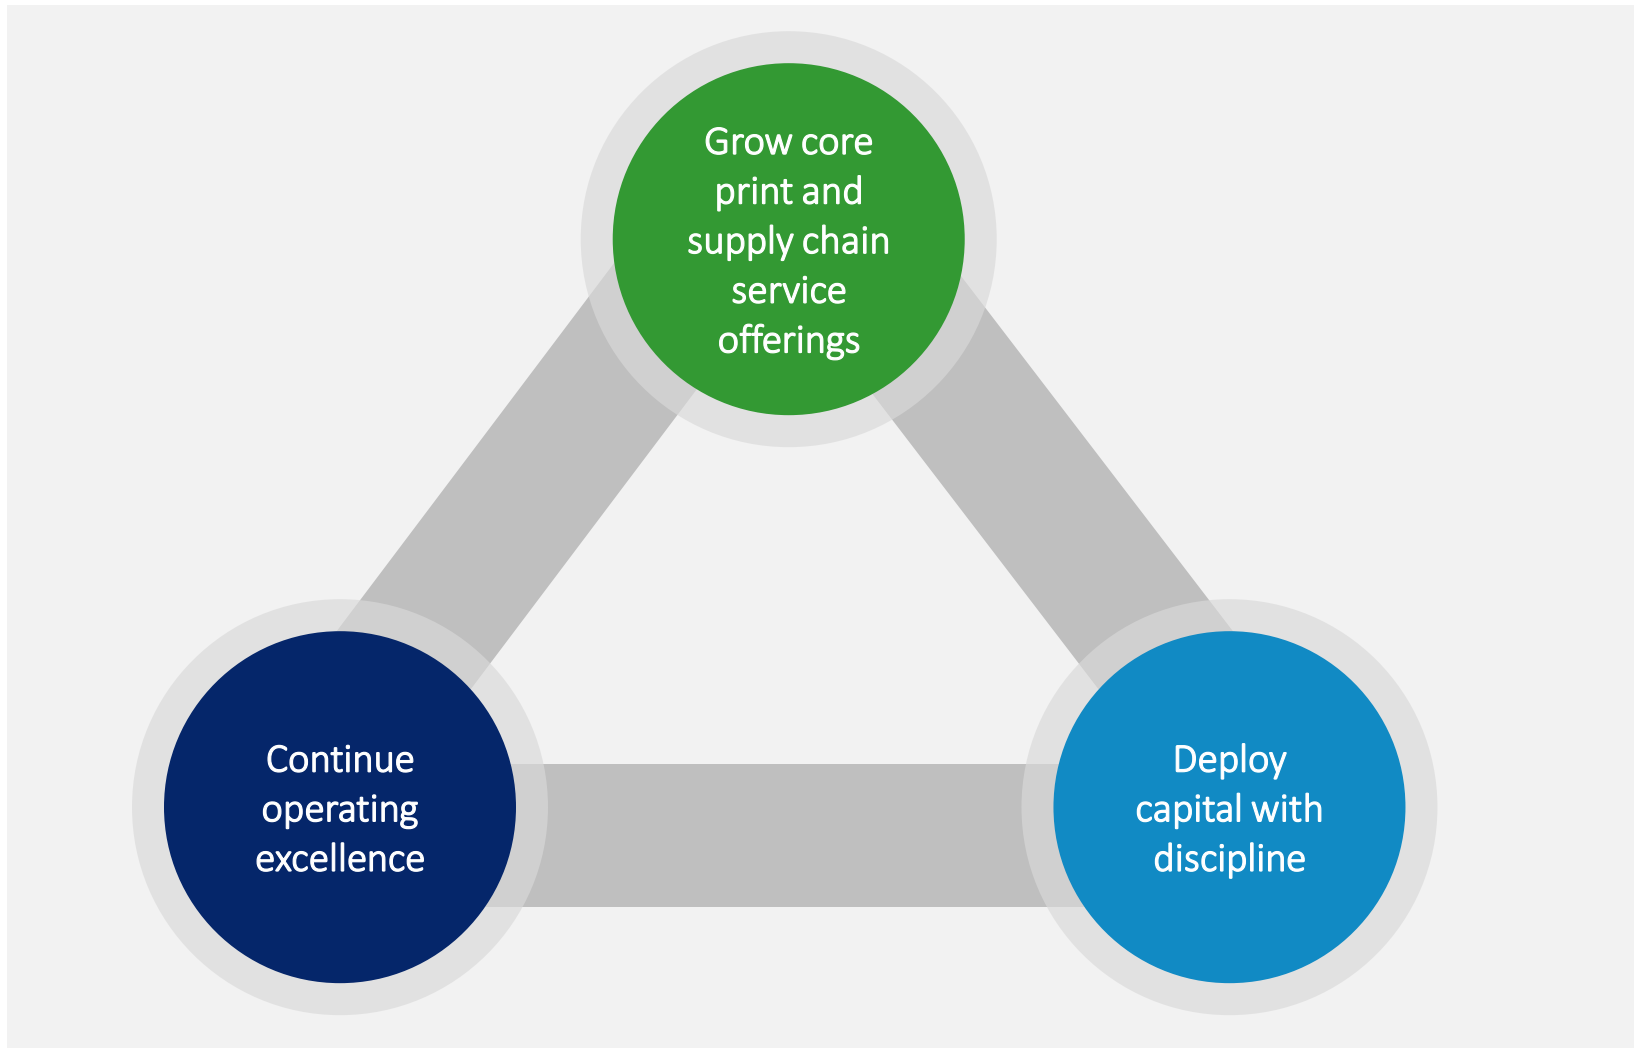 Grow core
print and
supply chain
service
offerings
Continue
operating
excellence
Deploy
capital with
discipline